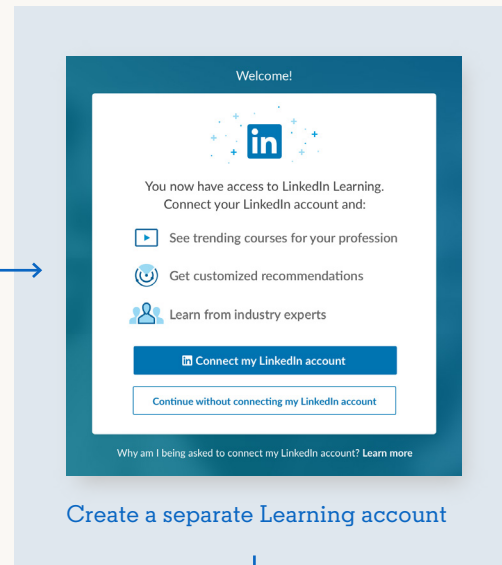 Welcome!
in
You now have access to LinkedIn Learning.
Connect your LinkedIn account and:
See trending courses for your profession
Get customized recommendations
Learn from industry experts
in Connect my LinkedIn account
Continue without connecting my LinkedIn account
Why am I being asked to connect my LinkedIn account? Learn more
Create a separate Learning account